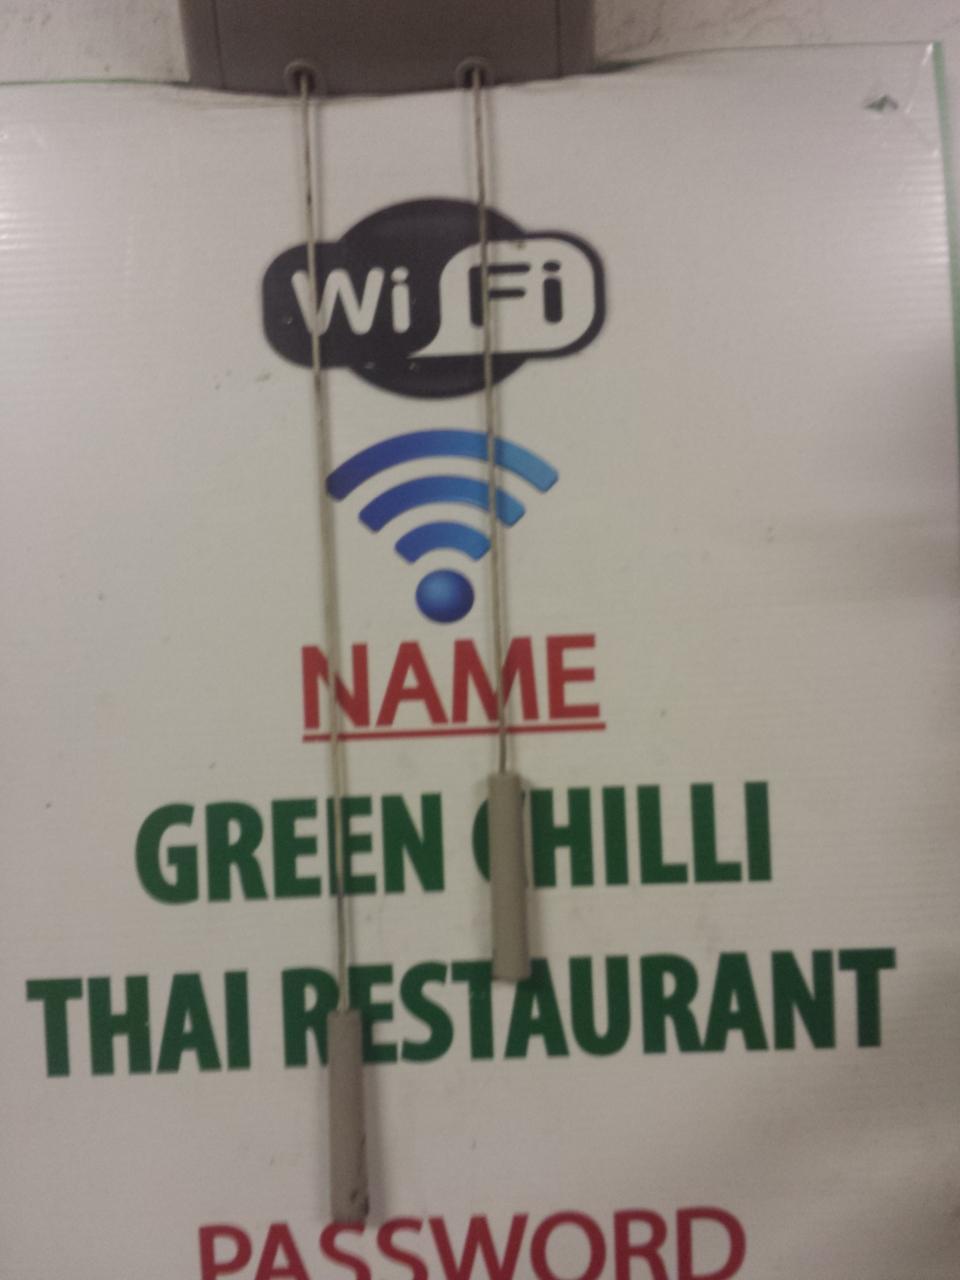 Wi Fi
NAME
GREEN CHILLI
THAI RESTAURANT
PASSWORD